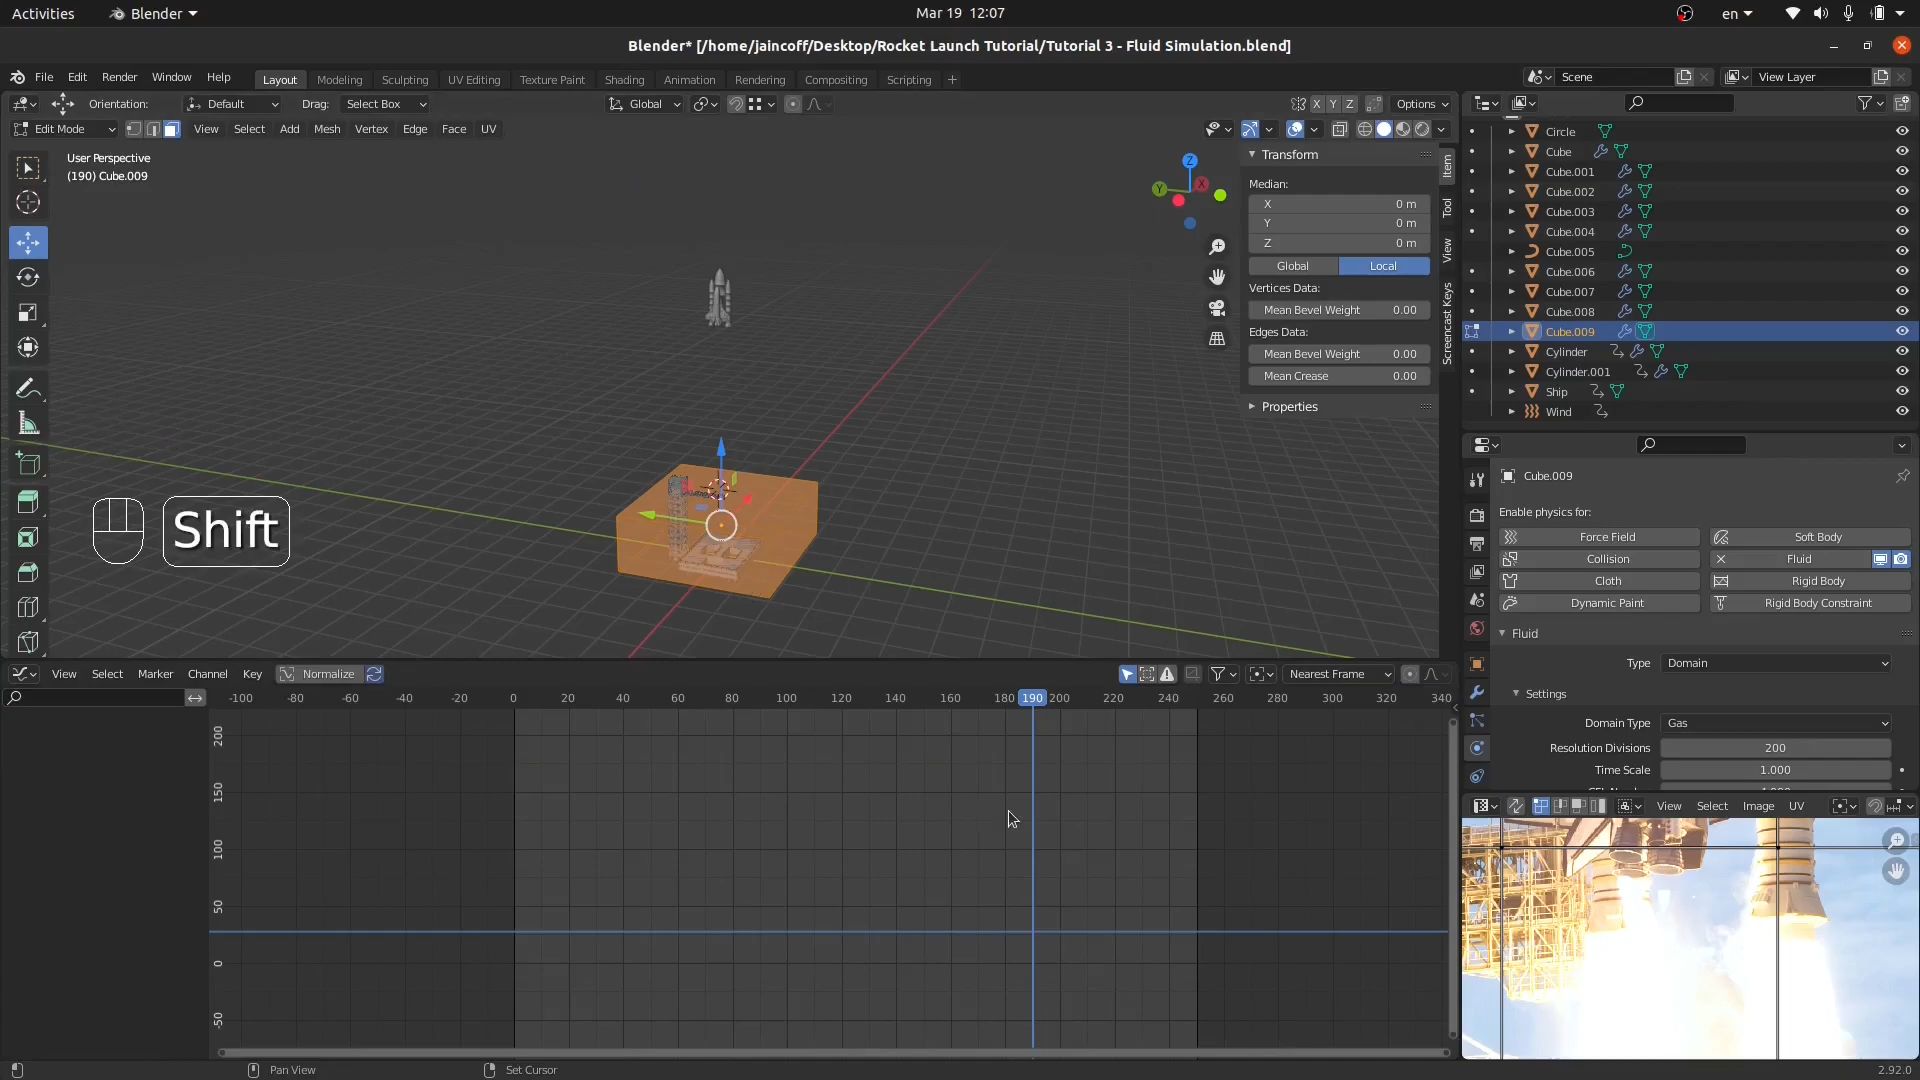 Activities Blender Mar 19 12:07 en
Blender* [/home/jaincoff/Desktop/Rocket Launch Tutorial/Tutorial 3 - Fluid Simulation.blend]
File Edit Render Window Help Layout Modeling Sculpting UV Editing Texture Paint Shading Animation Rendering Compositing Scripting + Scene View Layer
Orientation: Default Drag: Select Box Global X Y Z Options
Edit Mode View Select Add Mesh Vertex Edge Face UV
User Perspective
(190) Cube.009
Z
Y
X
Transform
Median:
X 0 m
Y 0 m
Z 0 m
Global Local
Vertices Data:
Mean Bevel Weight 0.00
Edges Data:
Mean Bevel Weight 0.00
Mean Crease 0.00
Properties
Item
Tool
View
Screencast Keys
Circle
Cube
Cube.001
Cube.002
Cube.003
Cube.004
Cube.005
Cube.006
Cube.007
Cube.008
Cube.009
Cylinder
Cylinder.001
Ship
Wind
Shift
Cube.009
Enable physics for:
Force Field Soft Body
Collision Fluid
Cloth Rigid Body
Dynamic Paint Rigid Body Constraint
Fluid
Type Domain
Settings
Domain Type Gas
Resolution Divisions 200
Time Scale 1.000
View Select Marker Channel Key Normalize Nearest Frame
-100 -80 -60 -40 -20 0 20 40 60 80 100 120 140 160 180 190 200 220 240 260 280 300 320 340
200
150
100
50
0
-50
View Select Image UV
Pan View Set Cursor 2.92.0